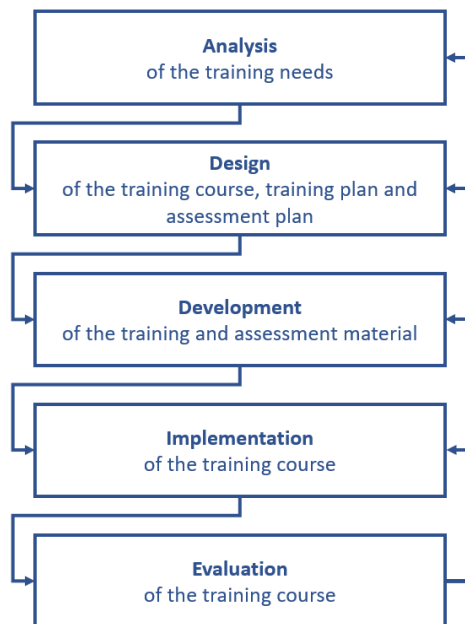 Analysis
of the training needs
Design
of the training course, training plan and
assessment plan
Development
of the training and assessment material
Implementation
of the training course
Evaluation
of the training course